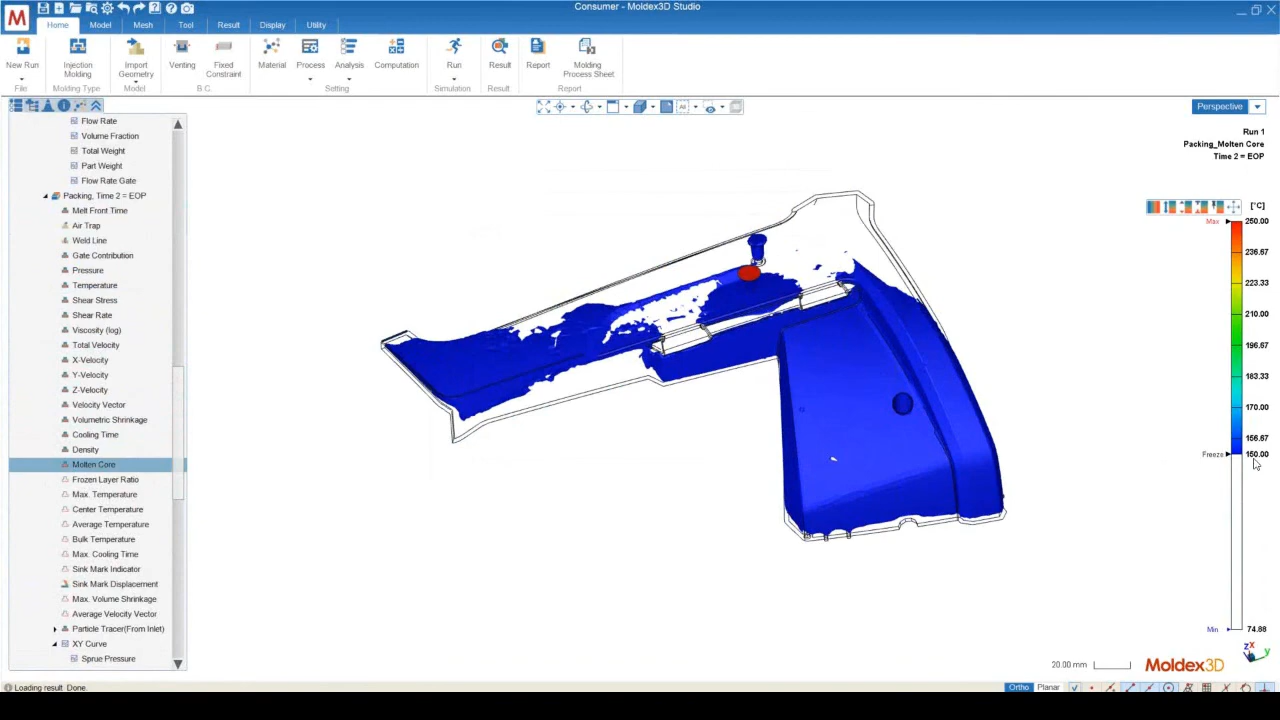 Consumer - Moldex3D Studio
Home Model Mesh Tool Result Display Utility
New Run
Injection Molding
Import Geometry
Venting
Fixed Constraint
Material
Process
Analysis
Computation
Run
Result
Report
Molding Process Sheet
File Molding Type Model B.C. Setting Simulation Result Report
Perspective
Flow Rate
Volume Fraction
Total Weight
Part Weight
Flow Rate Gate
Packing, Time 2 = EOP
Melt Front Time
Air Trap
Weld Line
Gate Contribution
Pressure
Temperature
Shear Stress
Shear Rate
Viscosity (log)
Total Velocity
X-Velocity
Y-Velocity
Z-Velocity
Velocity Vector
Volumetric Shrinkage
Cooling Time
Density
Molten Core
Frozen Layer Ratio
Max. Temperature
Center Temperature
Average Temperature
Bulk Temperature
Max. Cooling Time
Sink Mark Indicator
Sink Mark Displacement
Max. Volume Shrinkage
Average Velocity Vector
Particle Tracer(From Inlet)
XY Curve
Sprue Pressure
Run 1
Packing_Molten Core
Time 2 = EOP
[°C]
Max 250.00
236.67
223.33
210.00
196.67
183.33
170.00
156.67
Freeze 150.00
Min 74.88
20.00 mm
Moldex3D
Loading result Done.
Ortho Planar